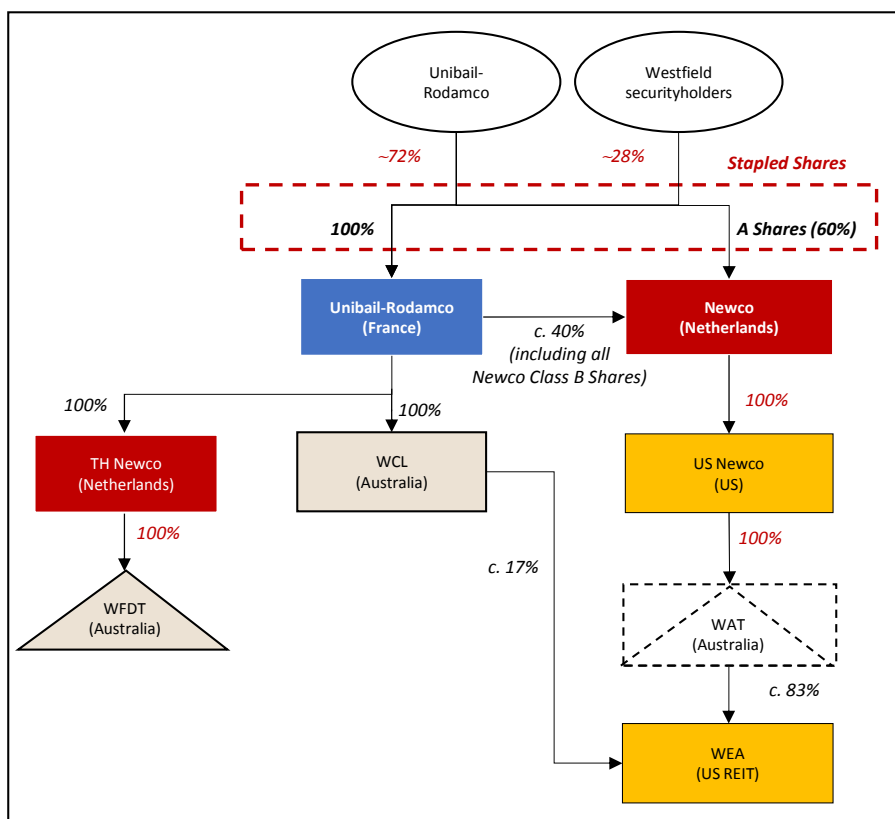 Unibail-
Rodamco
Westfield
securityholders
~72%
~28%
Stapled Shares
100%
A Shares (60%)
Unibail-Rodamco
(France)
c. 40%
(including all
Newco Class B Shares)
Newco
(Netherlands)
100%
100%
100%
TH Newco
(Netherlands)
WCL
(Australia)
US Newco
(US)
100%
100%
c. 17%
WFDT
(Australia)
WAT
(Australia)
c. 83%
WEA
(US REIT)